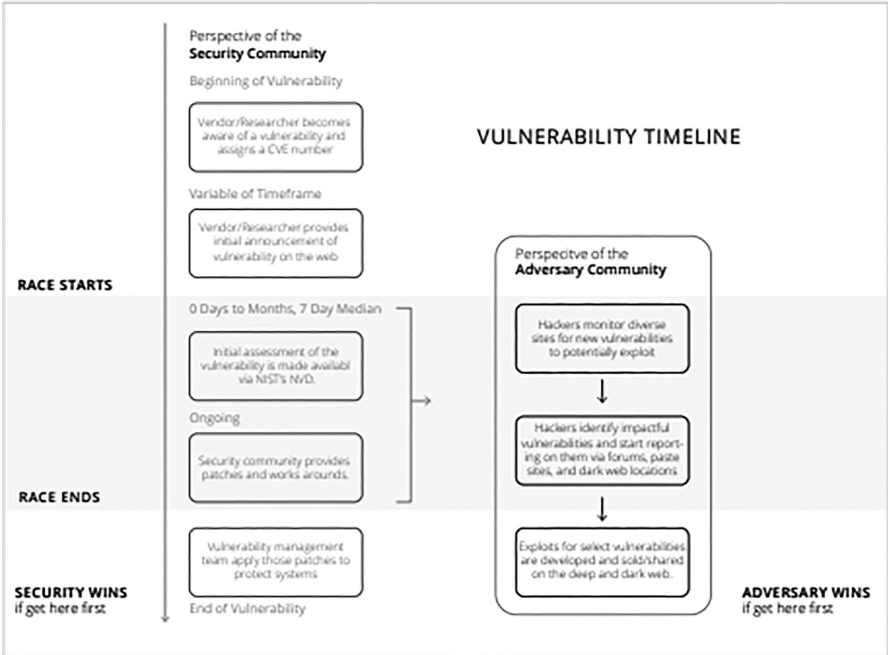 Perspective of the
Security Community
Beginning of Vulnerability
Vendor/Researcher becomes
aware of a vulnerability and
assigns a CVE number
VULNERABILITY TIMELINE
Variable of Timeframe
Vendor/Researcher provides
initial announcement of
vulnerability on the web
RACE STARTS
0 Days to Months, 7 Day Median
Initial assessment of the
vulnerability is made availabl
via NIST's NVD.
Ongoing
Security community provides
patches and works arounds.
RACE ENDS
Vulnerability management
team apply those patches to
protect systems
End of Vulnerability
SECURITY WINS
if get here first
Perspecitve of the
Adversary Community
Hackers monitor diverse
sites for new vulnerabilities
to potentially exploit
Hackers identify impactful
vulnerabilities and start report-
ing on them via forums, paste
sites, and dark web locations
Exploits for select vulnerabilities
are developed and sold/shared
on the deep and dark web.
ADVERSARY WINS
if get here first